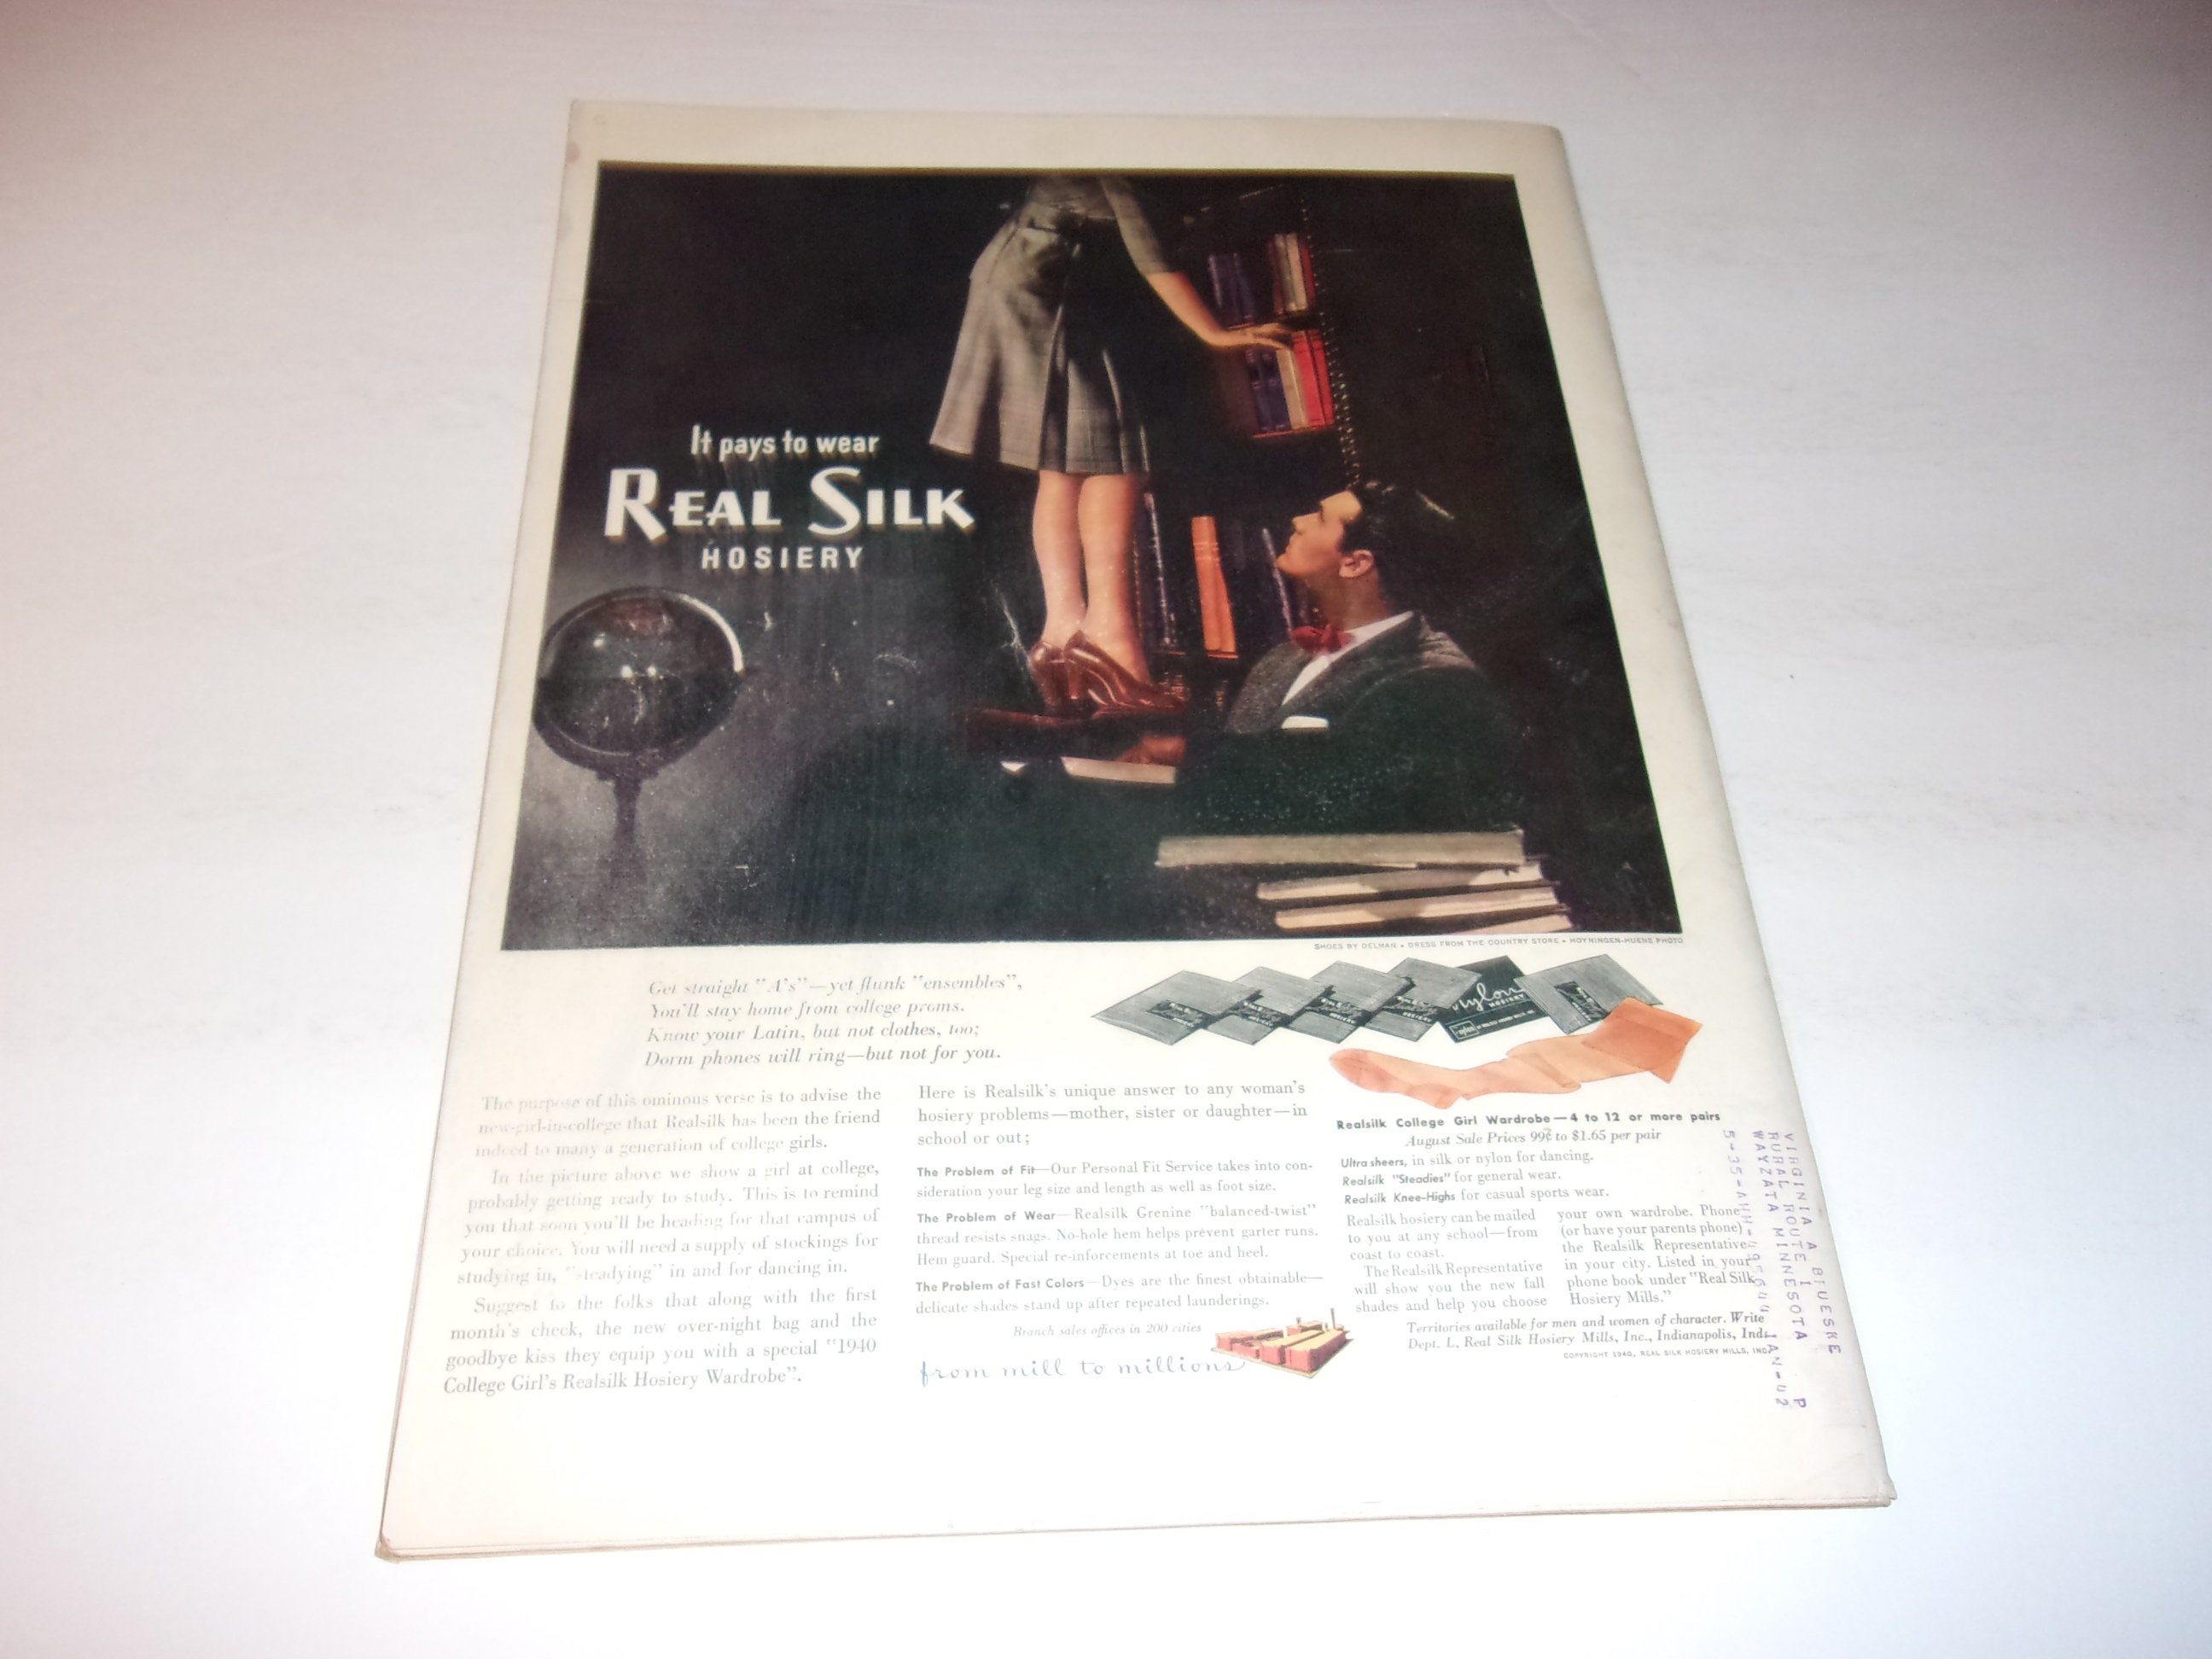 It pays to wear
REAL SILK
HOSIERY
SHOES BY DELMAN • DRESS FROM THE COUNTRY STORE • HOYNINGEN-HUENE PHOTO
Get straight "A's"—yet flunk "ensembles",
You'll stay home from college proms.
Know your Latin, but not clothes, too;
Dorm phones will ring—but not for you.
The purpose of this ominous verse is to advise the
new-girl-in-college that Realsilk has been the friend
indeed to many a generation of college girls.
In the picture above we show a girl at college,
probably getting ready to study. This is to remind
you that soon you'll be heading for that campus of
your choice. You will need a supply of stockings for
studying in, "steadying" in and for dancing in.
Suggest to the folks that along with the first
month's check, the new over-night bag and the
goodbye kiss they equip you with a special "1940
College Girl's Realsilk Hosiery Wardrobe".
Here is Realsilk's unique answer to any woman's
hosiery problems—mother, sister or daughter—in
school or out;
The Problem of Fit—Our Personal Fit Service takes into con-
sideration your leg size and length as well as foot size.
The Problem of Wear—Realsilk Grenine "balanced-twist"
thread resists snags. No-hole hem helps prevent garter runs.
Hem guard. Special re-inforcements at toe and heel.
The Problem of Fast Colors—Dyes are the finest obtainable—
delicate shades stand up after repeated launderings.
Branch sales offices in 200 cities
from mill to millions
nylon
HOSIERY
Realsilk College Girl Wardrobe—4 to 12 or more pairs
August Sale Prices 99¢ to $1.65 per pair
Ultra sheers, in silk or nylon for dancing.
Realsilk "Steadies" for general wear.
Realsilk Knee-Highs for casual sports wear.
Realsilk hosiery can be mailed
to you at any school—from
coast to coast.
The Realsilk Representative
will show you the new fall
shades and help you choose
your own wardrobe. Phone
(or have your parents phone)
the Realsilk Representative
in your city. Listed in your
phone book under "Real Silk
Hosiery Mills."
Territories available for men and women of character. Write
Dept. L, Real Silk Hosiery Mills, Inc., Indianapolis, Ind.
COPYRIGHT 1940, REAL SILK HOSIERY MILLS, INC.
VIRGINIA A
RURAL ROUTE 1 P
WAYZATA MINNESOTA